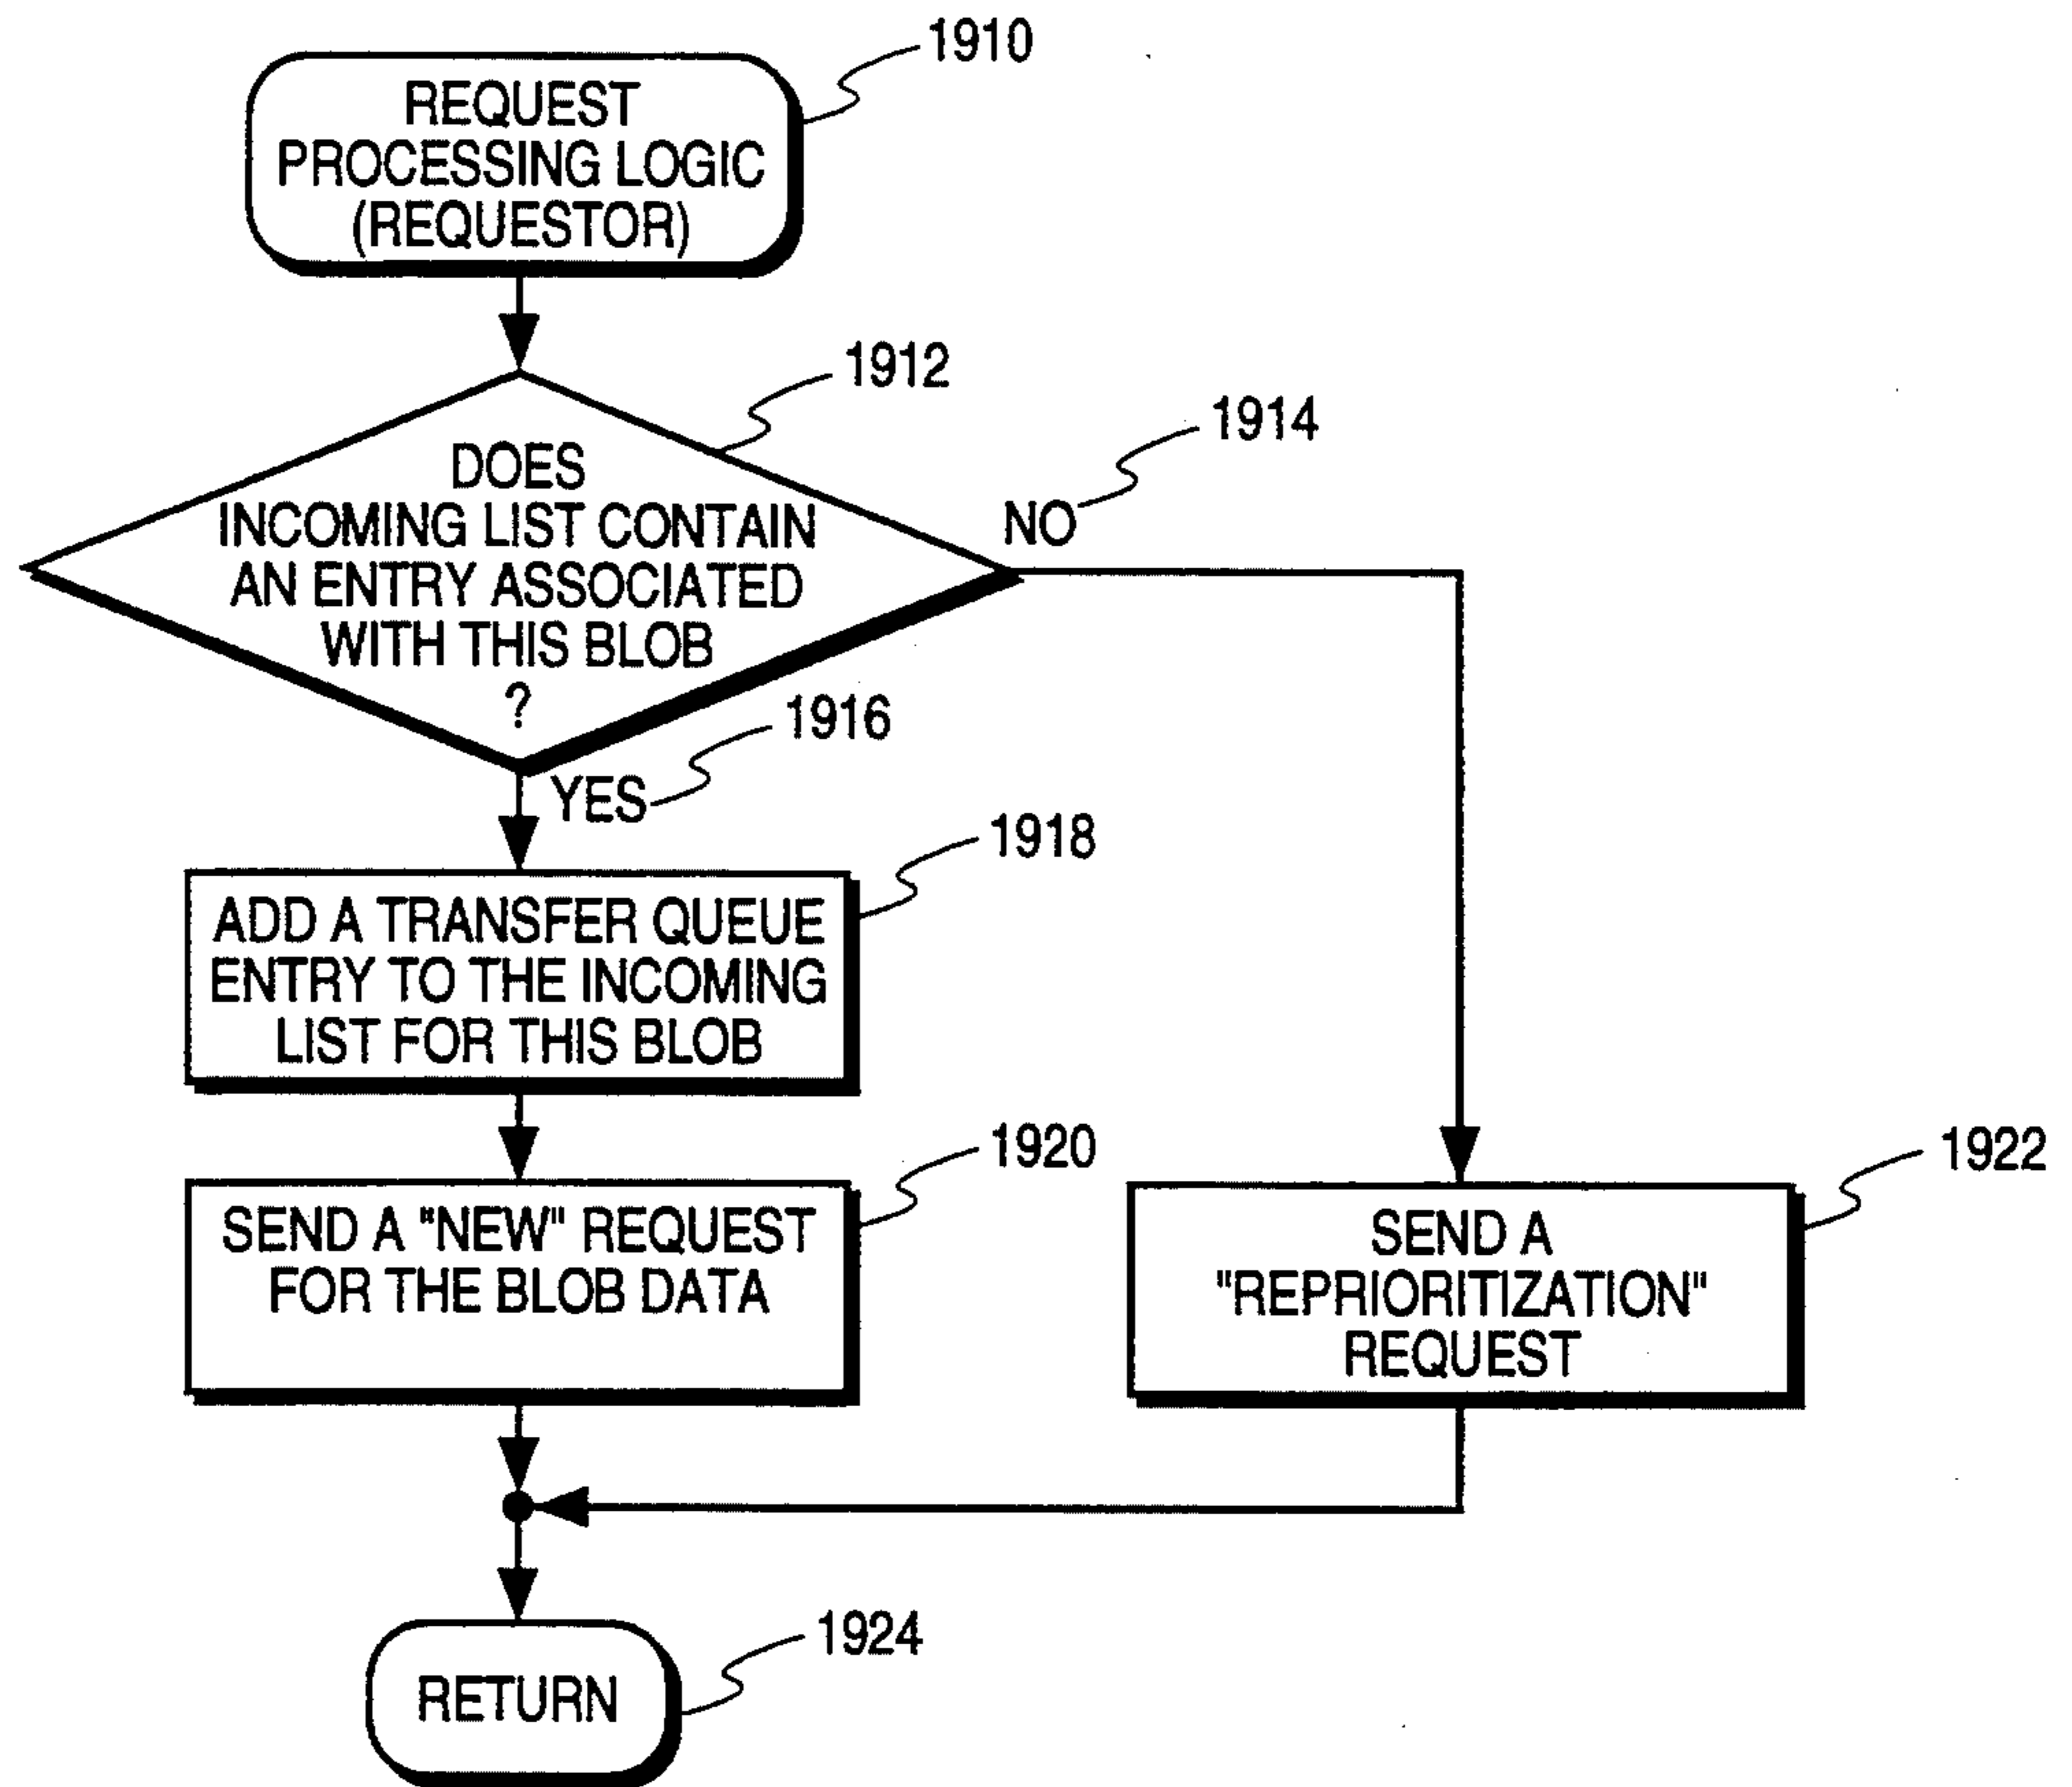 1910
REQUEST
PROCESSING LOGIC
(REQUESTOR)
1912
1914
DOES
INCOMING LIST CONTAIN
AN ENTRY ASSOCIATED
WITH THIS BLOB
?
NO
1916
YES
1918
ADD A TRANSFER QUEUE
ENTRY TO THE INCOMING
LIST FOR THIS BLOB
1920
SEND A "NEW" REQUEST
FOR THE BLOB DATA
1922
SEND A
"REPRIORITIZATION"
REQUEST
1924
RETURN